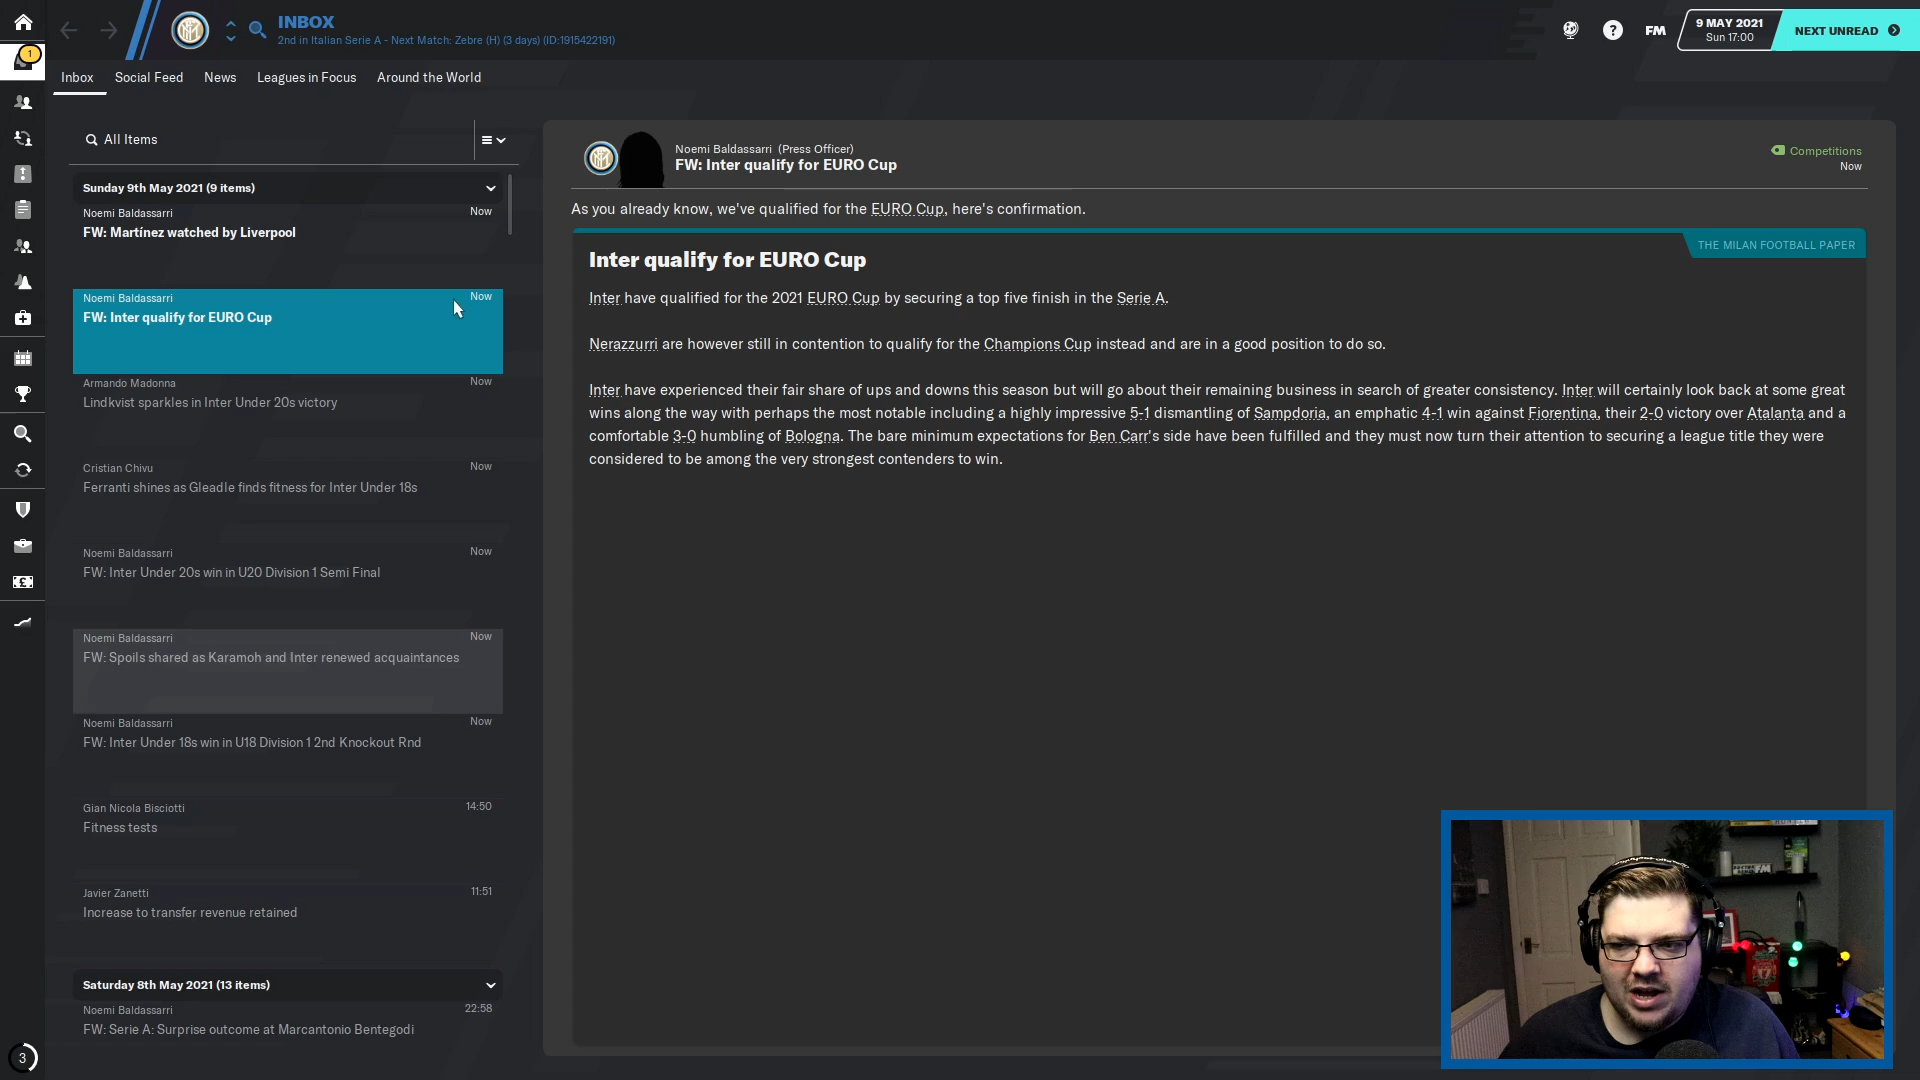 INBOX
2nd in Italian Serie A - Next Match: Zebre (H) (3 days) (ID:1915422191)
FM
9 MAY 2021
Sun 17:00
NEXT UNREAD
1
Inbox
Social Feed
News
Leagues in Focus
Around the World
All Items
Sunday 9th May 2021 (9 items)
Noemi Baldassarri
Now
FW: Martínez watched by Liverpool
Noemi Baldassarri
Now
FW: Inter qualify for EURO Cup
Armando Madonna
Now
Lindkvist sparkles in Inter Under 20s victory
Cristian Chivu
Now
Ferranti shines as Gleadle finds fitness for Inter Under 18s
Noemi Baldassarri
Now
FW: Inter Under 20s win in U20 Division 1 Semi Final
Noemi Baldassarri
Now
FW: Spoils shared as Karamoh and Inter renewed acquaintances
Noemi Baldassarri
Now
FW: Inter Under 18s win in U18 Division 1 2nd Knockout Rnd
Gian Nicola Bisciotti
14:50
Fitness tests
Javier Zanetti
11:51
Increase to transfer revenue retained
Saturday 8th May 2021 (13 items)
Noemi Baldassarri
22:58
FW: Serie A: Surprise outcome at Marcantonio Bentegodi
3
Noemi Baldassarri (Press Officer)
FW: Inter qualify for EURO Cup
Competitions
Now
As you already know, we've qualified for the EURO Cup, here's confirmation.
THE MILAN FOOTBALL PAPER
Inter qualify for EURO Cup
Inter have qualified for the 2021 EURO Cup by securing a top five finish in the Serie A.
Nerazzurri are however still in contention to qualify for the Champions Cup instead and are in a good position to do so.
Inter have experienced their fair share of ups and downs this season but will go about their remaining business in search of greater consistency. Inter will certainly look back at some great
wins along the way with perhaps the most notable including a highly impressive 5-1 dismantling of Sampdoria, an emphatic 4-1 win against Fiorentina, their 2-0 victory over Atalanta and a
comfortable 3-0 humbling of Bologna. The bare minimum expectations for Ben Carr's side have been fulfilled and they must now turn their attention to securing a league title they were
considered to be among the very strongest contenders to win.